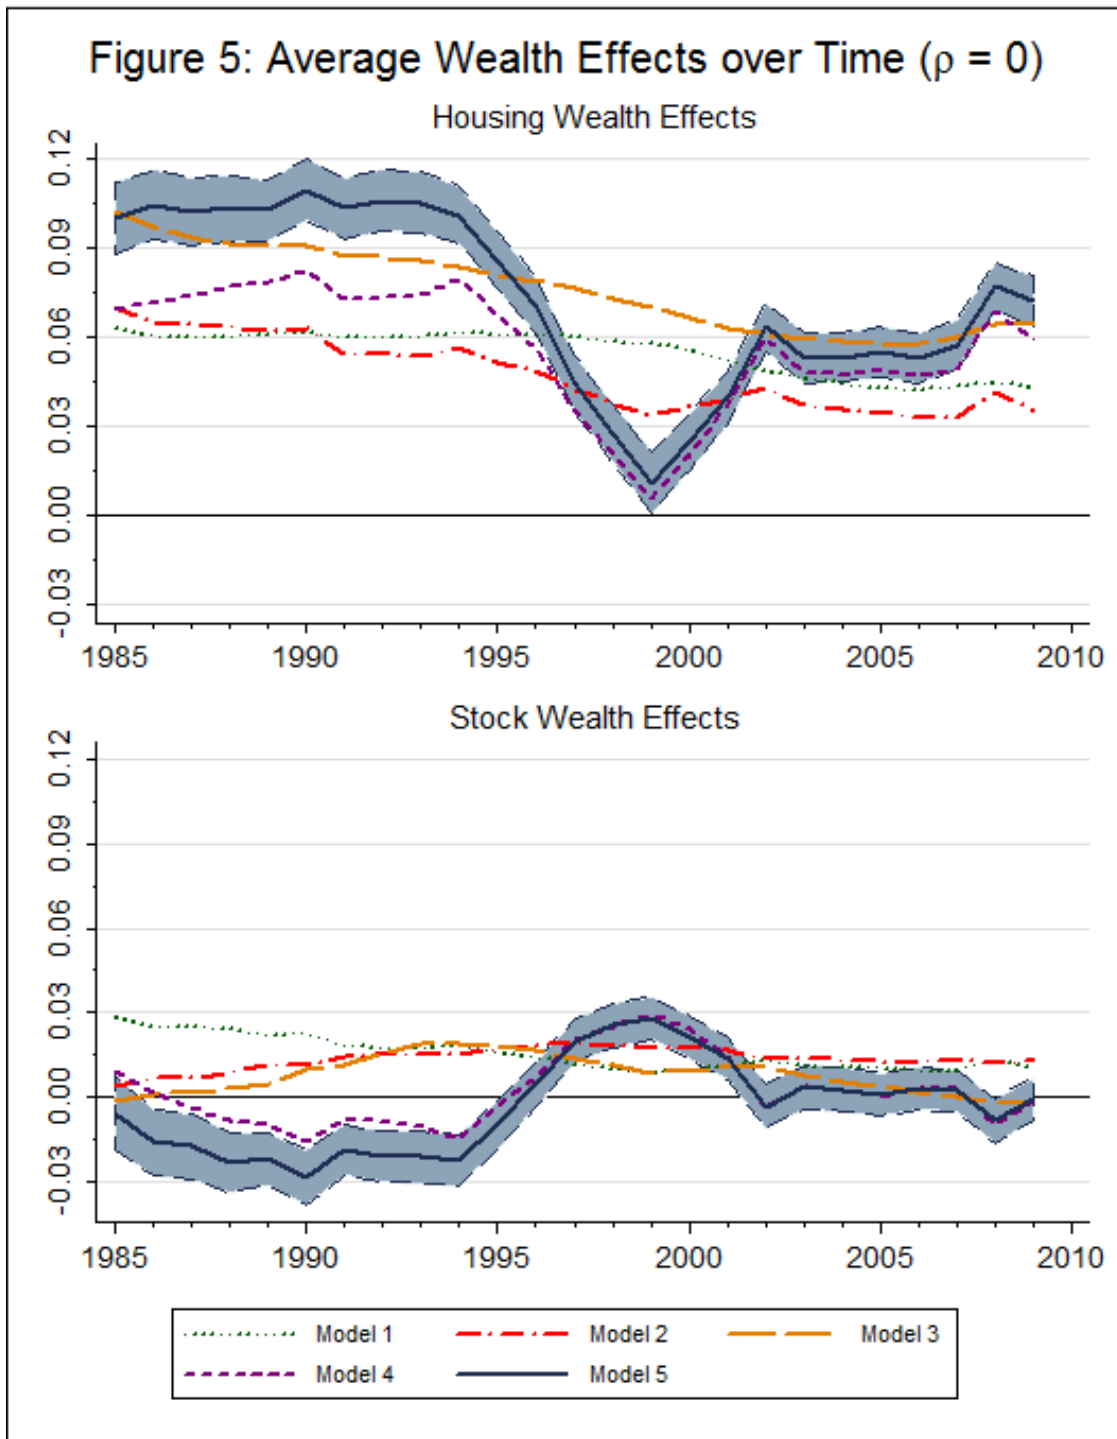 Figure 5: Average Wealth Effects over Time (ρ = 0)
Housing Wealth Effects
0.12
0.09
0.06
0.03
0.00
-0.03
1985 1990 1995 2000 2005 2010
Stock Wealth Effects
0.12
0.09
0.06
0.03
0.00
-0.03
1985 1990 1995 2000 2005 2010
Model 1 Model 2 Model 3
Model 4 Model 5